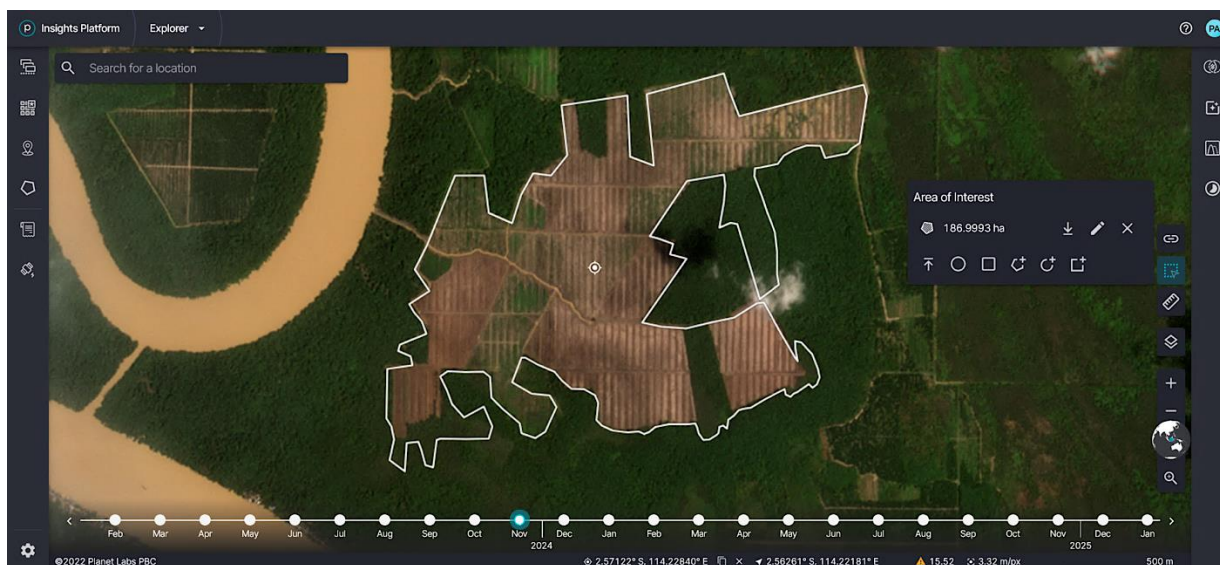 Insights Platform Explorer
PA
Search for a location
Area of Interest
186.9993 ha
Feb Mar Apr May Jun Jul Aug Sep Oct Nov Dec Jan Feb Mar Apr May Jun Jul Aug Sep Oct Nov Dec Jan
2024 2025
©2022 Planet Labs PBC 2.57122° S, 114.22840° E 2.56261° S, 114.22181° E 15.52 3.32 m/px 500 m